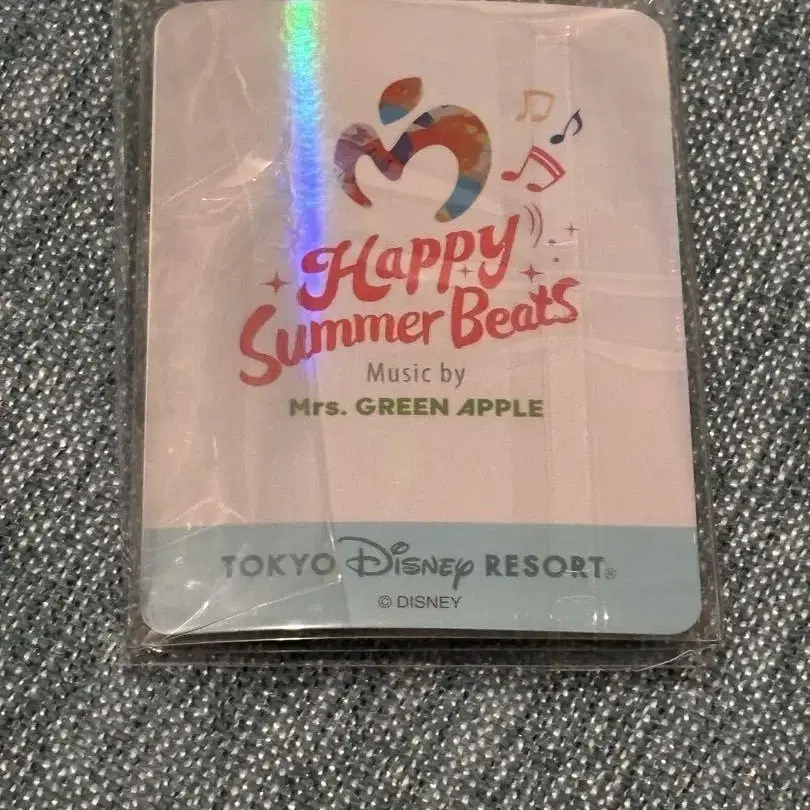 Happy
Summer Beats
Music by
Mrs. GREEN APPLE
TOKYO Disney RESORT®
© DISNEY